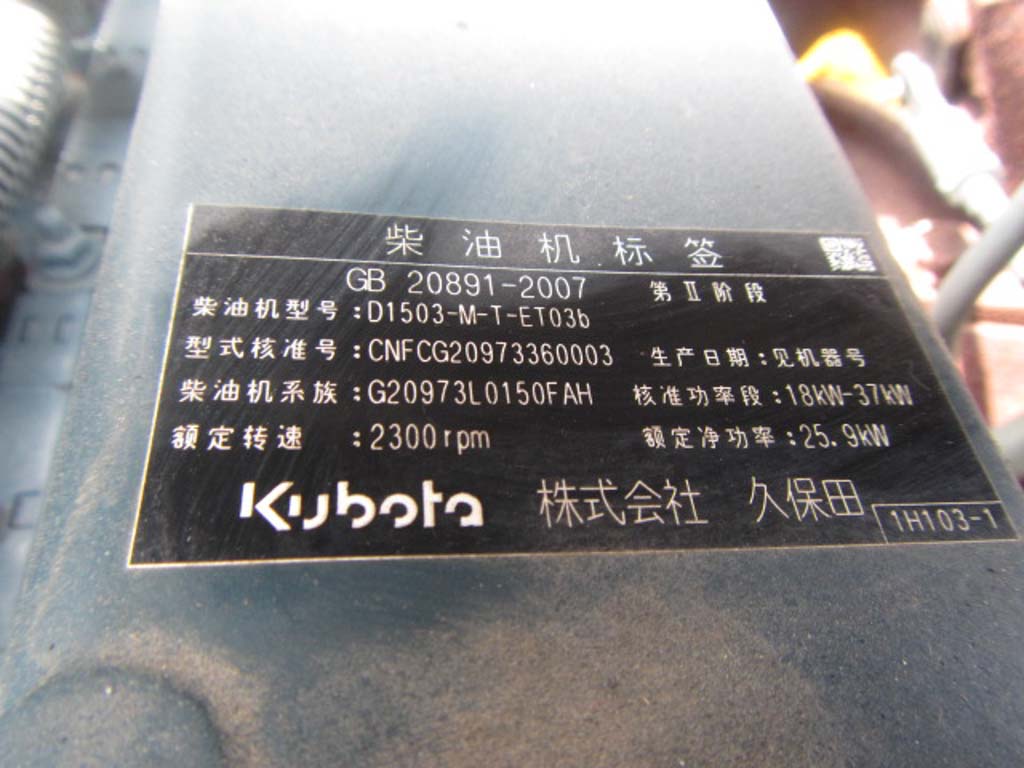 柴油机标签
GB 20891-2007 第Ⅱ阶段
柴油机型号:D1503-M-T-ET03b
型式核准号:CNFCG20973360003 生产日期:见机器号
柴油机系族:G20973L0150FAH 核准功率段:18kW-37kW
额定转速 :2300rpm 额定净功率:25.9kW
Kubota 株式会社 久保田 1H103-1